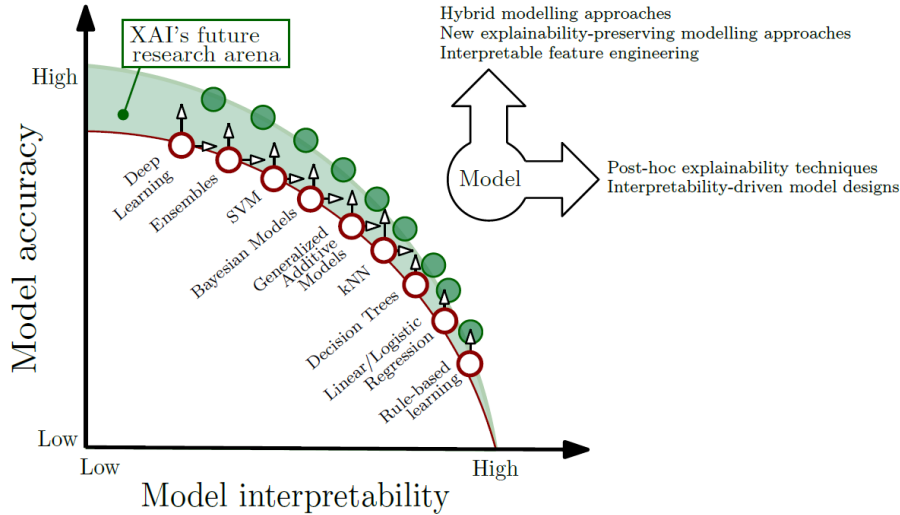 XAI's future
research arena
Hybrid modelling approaches
New explainability-preserving modelling approaches
Interpretable feature engineering
High
Model accuracy
Deep
Learning
Ensembles
SVM
Bayesian Models
Generalized
Additive
Models
kNN
Decision Trees
Linear/Logistic
Regression
Rule-based
learning
Model
Post-hoc explainability techniques
Interpretability-driven model designs
Low
Low
High
Model interpretability